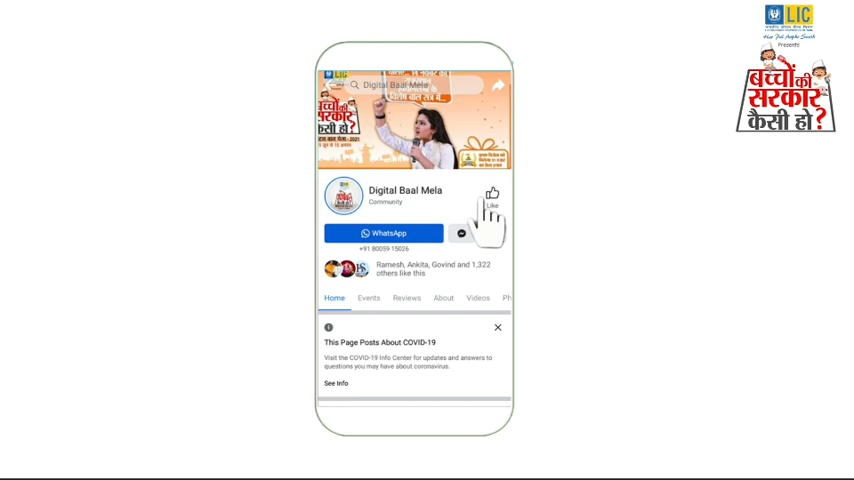 LIC
Har Pal Aapke Saath
Presents
बच्चों की
सरकार
कैसी हो?
LIC
Digital Baal Mela
बच्चों की
सरकार
कैसी हो?
Digital Baal Mela
Community
Like
WhatsApp
+91 80059 15026
Ramesh, Ankita, Govind and 1,322
others like this
Home Events Reviews About Videos Ph
This Page Posts About COVID-19
Visit the COVID-19 Info Center for updates and answers to
questions you may have about coronavirus.
See Info